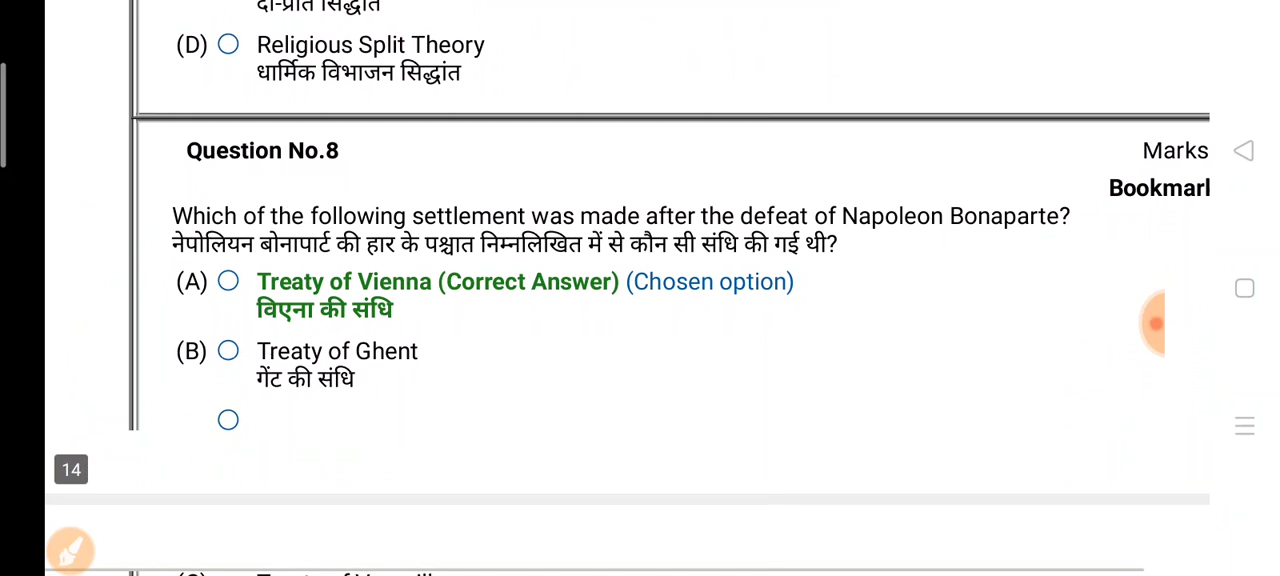 (D) Religious Split Theory
धार्मिक विभाजन सिद्धांत
Question No.8 Marks
Bookmarl
Which of the following settlement was made after the defeat of Napoleon Bonaparte?
नेपोलियन बोनापार्ट की हार के पश्चात निम्नलिखित में से कौन सी संधि की गई थी?
(A) Treaty of Vienna (Correct Answer) (Chosen option)
विएना की संधि
(B) Treaty of Ghent
गेंट की संधि
14